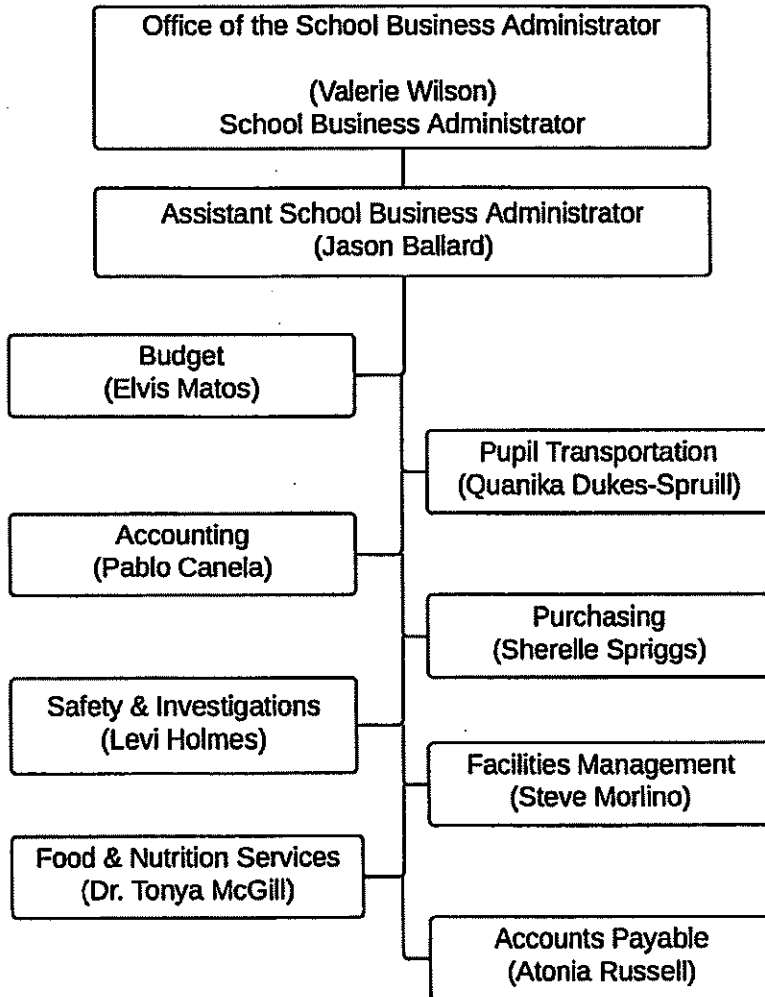 Office of the School Business Administrator
(Valerie Wilson)
School Business Administrator
Assistant School Business Administrator
(Jason Ballard)
Budget
(Elvis Matos)
Pupil Transportation
(Quanika Dukes-Spruill)
Accounting
(Pablo Canela)
Purchasing
(Sherelle Spriggs)
Safety & Investigations
(Levi Holmes)
Facilities Management
(Steve Morlino)
Food & Nutrition Services
(Dr. Tonya McGill)
Accounts Payable
(Atonia Russell)